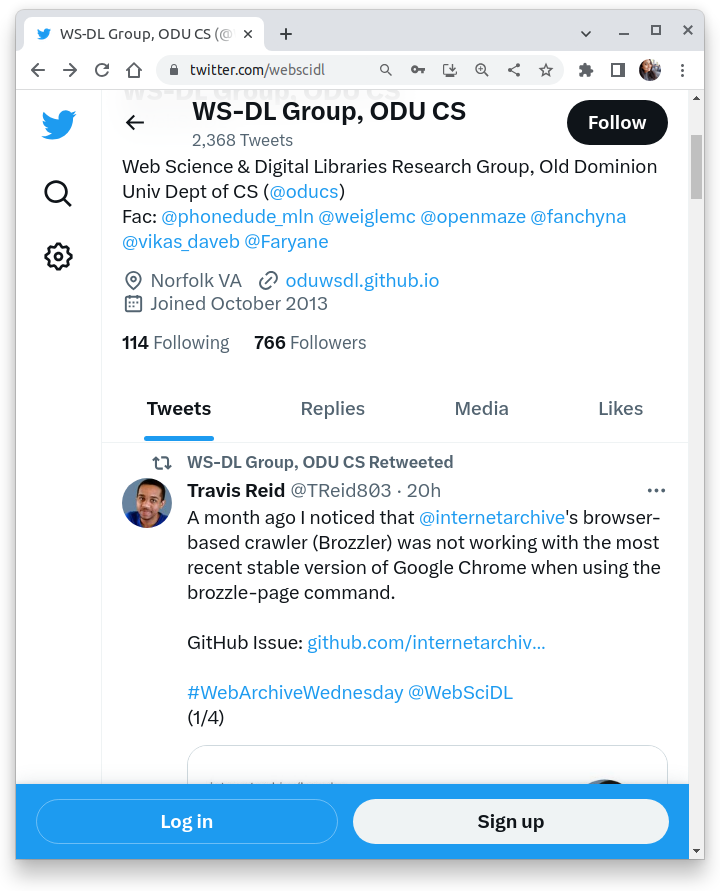 WS-DL Group, ODU CS (@
twitter.com/webscidl
WS-DL Group, ODU CS
2,368 Tweets
Follow
Web Science & Digital Libraries Research Group, Old Dominion
Univ Dept of CS (@oducs)
Fac: @phonedude_mln @weiglemc @openmaze @fanchyna
@vikas_daveb @Faryane
Norfolk VA oduwsdl.github.io
Joined October 2013
114 Following 766 Followers
Tweets Replies Media Likes
WS-DL Group, ODU CS Retweeted
Travis Reid @TReid803 · 20h
A month ago I noticed that @internetarchive's browser-
based crawler (Brozzler) was not working with the most
recent stable version of Google Chrome when using the
brozzle-page command.
GitHub Issue: github.com/internetarchiv...
#WebArchiveWednesday @WebSciDL
(1/4)
Log in Sign up